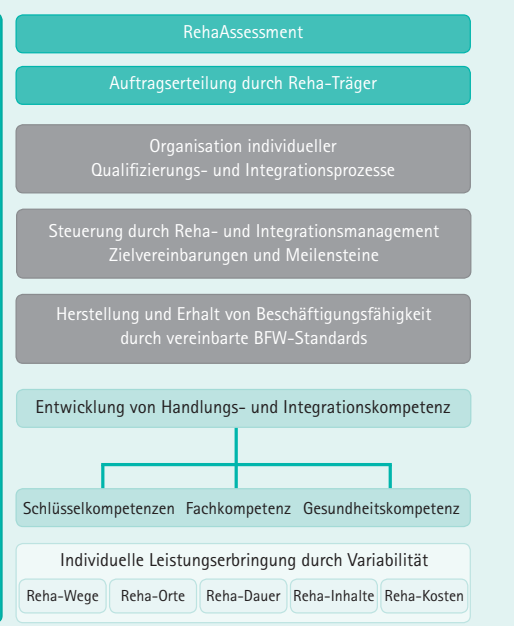 RehaAssessment
Auftragserteilung durch Reha-Träger
Organisation individueller
Qualifizierungs- und Integrationsprozesse
Steuerung durch Reha- und Integrationsmanagement
Zielvereinbarungen und Meilensteine
Herstellung und Erhalt von Beschäftigungsfähigkeit
durch vereinbarte BFW-Standards
Entwicklung von Handlungs- und Integrationskompetenz
Schlüsselkompetenzen Fachkompetenz Gesundheitskompetenz
Individuelle Leistungserbringung durch Variabilität
Reha-Wege Reha-Orte Reha-Dauer Reha-Inhalte Reha-Kosten